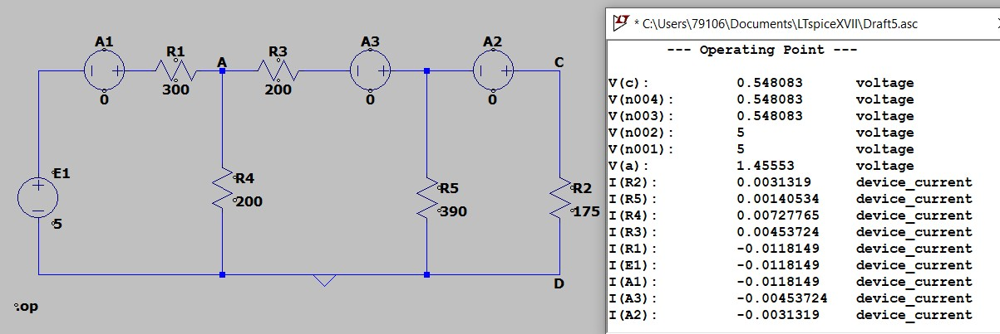 * C:\Users\79106\Documents\LTspiceXVII\Draft5.asc
--- Operating Point ---
V(c): 0.548083 voltage
V(n004): 0.548083 voltage
V(n003): 0.548083 voltage
V(n002): 5 voltage
V(n001): 5 voltage
V(a): 1.45553 voltage
I(R2): 0.0031319 device_current
I(R5): 0.00140534 device_current
I(R4): 0.00727765 device_current
I(R3): 0.00453724 device_current
I(R1): -0.0118149 device_current
I(E1): -0.0118149 device_current
I(A1): -0.0118149 device_current
I(A3): -0.00453724 device_current
I(A2): -0.0031319 device_current
A1
R1
A
R3
A3
A2
C
0
300
200
0
0
E1
5
R4
200
R5
390
R2
175
D
.op